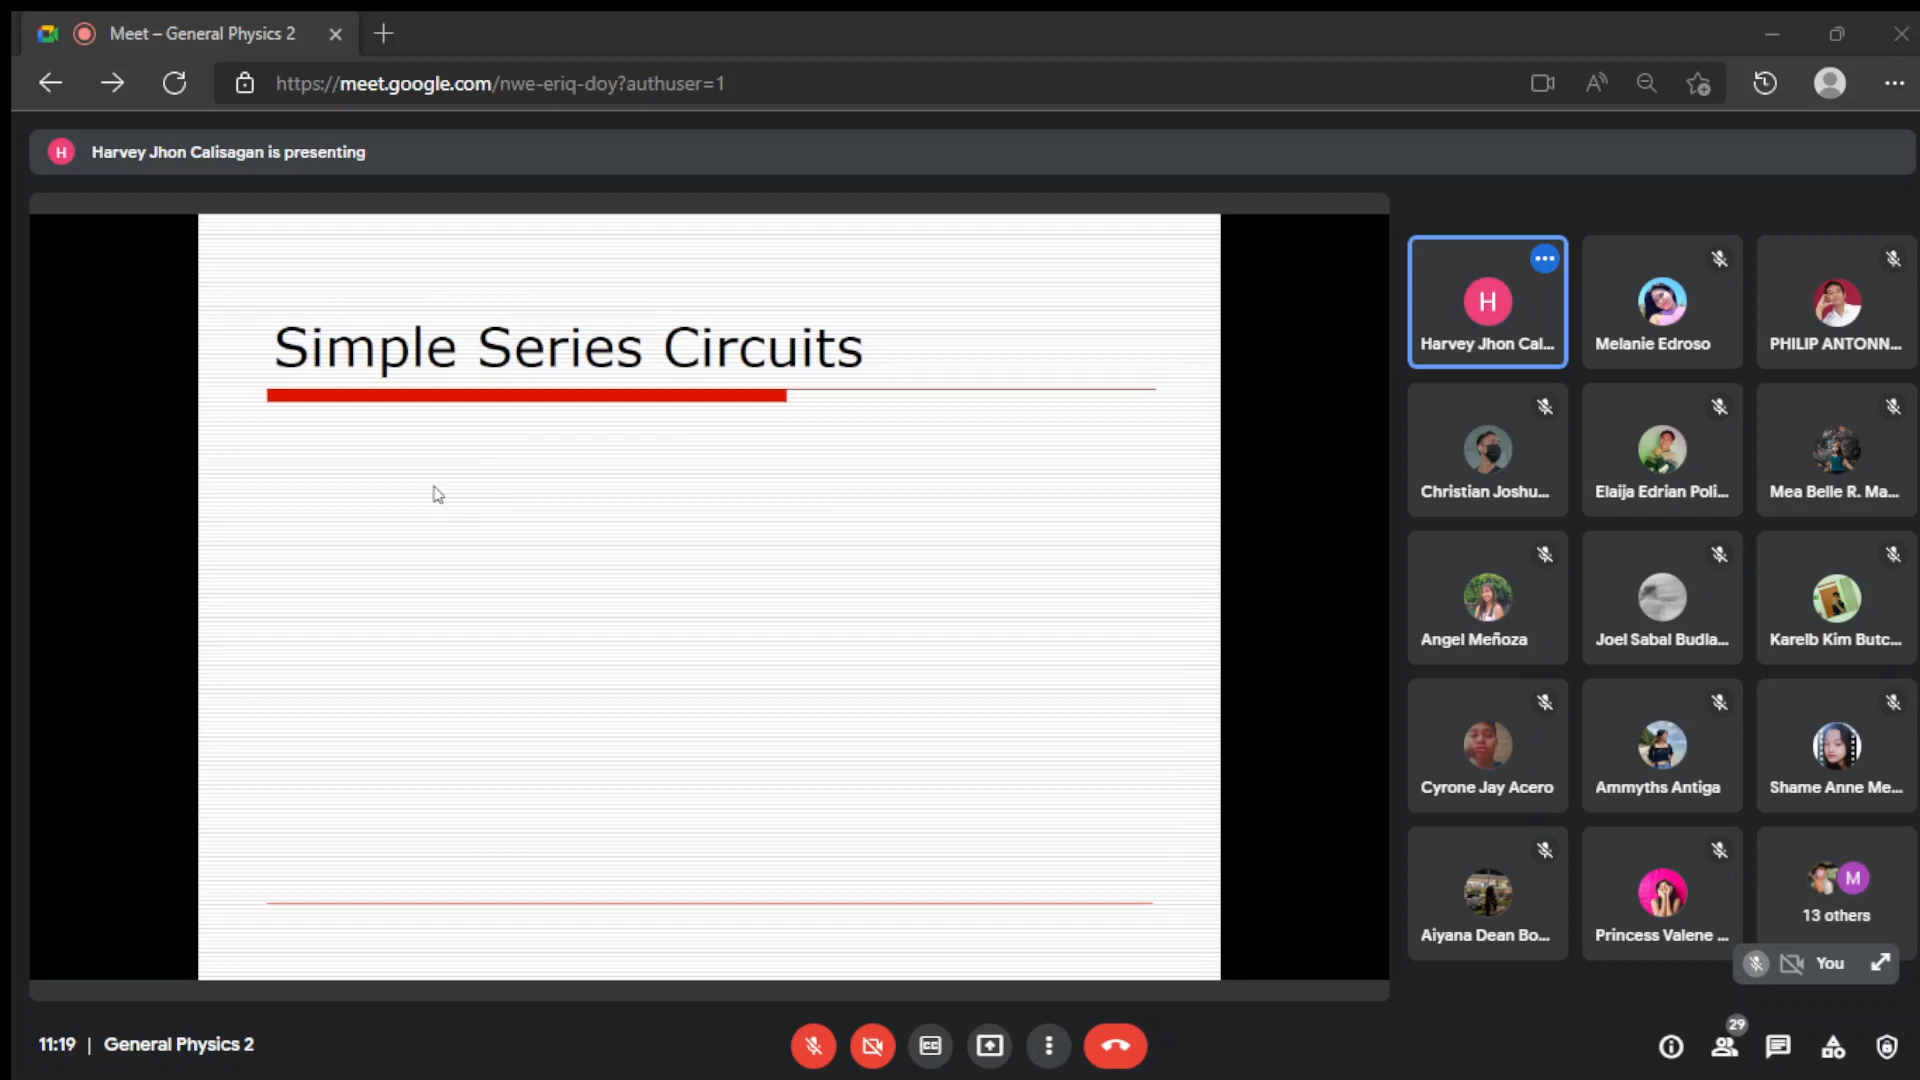 Meet – General Physics 2
https://meet.google.com/nwe-eriq-doy?authuser=1
H
Harvey Jhon Calisagan is presenting
Simple Series Circuits
H
Harvey Jhon Cal...
Melanie Edroso
PHILIP ANTONN...
Christian Joshu...
Elaija Edrian Poli...
Mea Belle R. Ma...
Angel Meñoza
Joel Sabal Budla...
Karelb Kim Butc...
Cyrone Jay Acero
Ammyths Antiga
Shame Anne Me...
Aiyana Dean Bo...
Princess Valene ...
M
13 others
You
11:19 | General Physics 2
CC
29